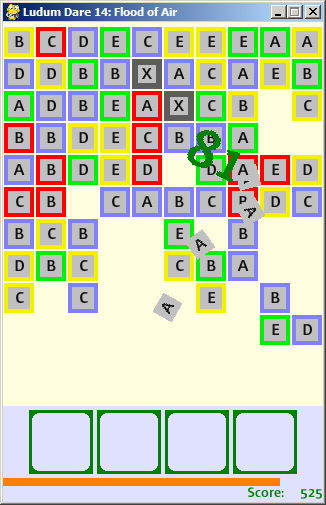 Ludum Dare 14: Flood of Air
B C D E C E E E A A
D D B B X A C A E B
A D B E A X C B C
B B D E C B A
A B D E D D A E D
C B C A B C D C
A
B C B E B
A
D B C C B A
C C E B
A
E D
Score: 525